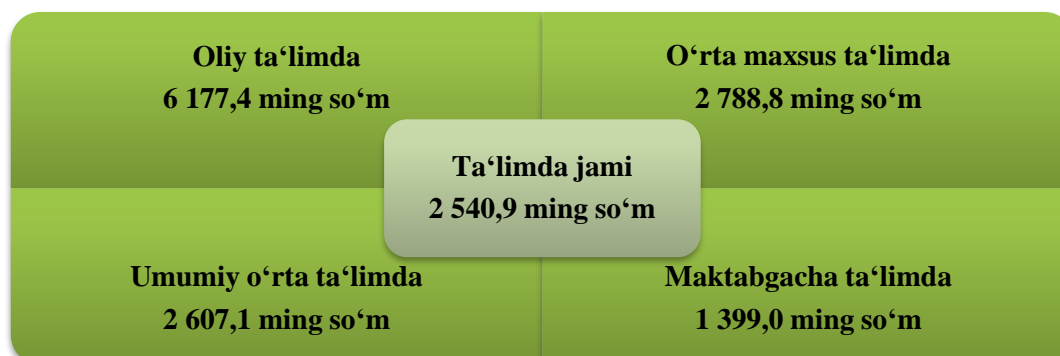 Oliy ta‘limda
6 177,4 ming so‘m
O‘rta maxsus ta‘limda
2 788,8 ming so‘m
Ta‘limda jami
2 540,9 ming so‘m
Umumiy o‘rta ta‘limda
2 607,1 ming so‘m
Maktabgacha ta‘limda
1 399,0 ming so‘m